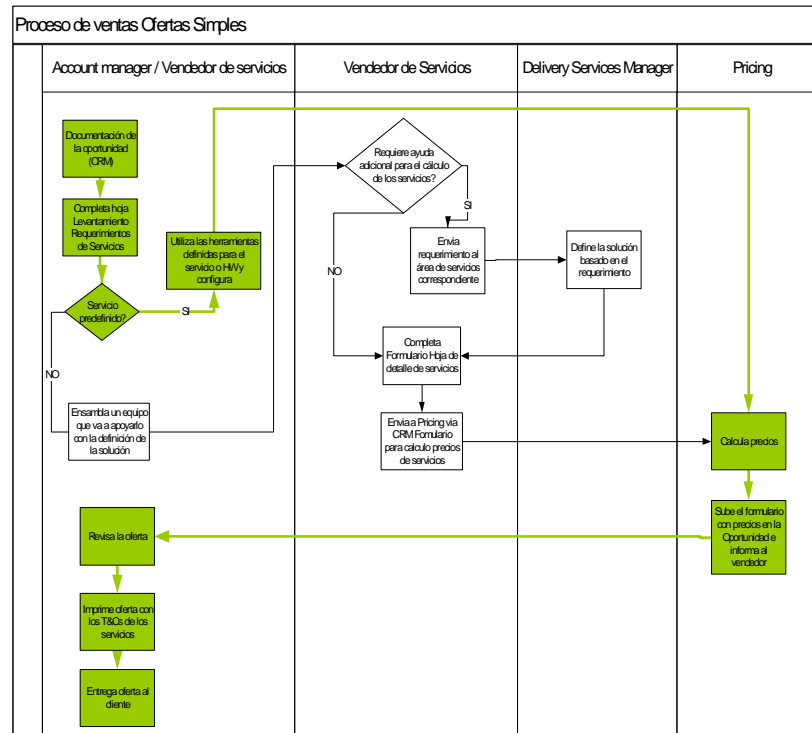 Proceso de ventas Ofertas Simples
Account manager / Vendedor de servicios
Vendedor de Servicios
Delivery Services Manager
Pricing
Documentación de
la oportunidad
(CRM)
Completa hoja
Levantamiento
Requerimientos
de Servicios
Servicio
predefinido?
SI
NO
Utiliza las herramientas
definidas para el
servicio o HW y
configura
Ensambla un equipo
que va a apoyarlo
con la definición de
la solución
Requiere ayuda
adicional para el cálculo
de los servicios?
SI
NO
Envia
requerimiento al
área de servicios
correspondiente
Define la solución
basado en el
requerimiento
Completa
Formulario Hoja de
detalle de servicios
Envia a Pricing via
CRM Fomulario
para calculo precios
de servicios
Calcula precios
Sube el formulario
con precios en la
Oportunidad e
informa al
vendedor
Revisa la oferta
Imprime oferta con
los T&Cs de los
servicios
Entrega oferta al
cliente